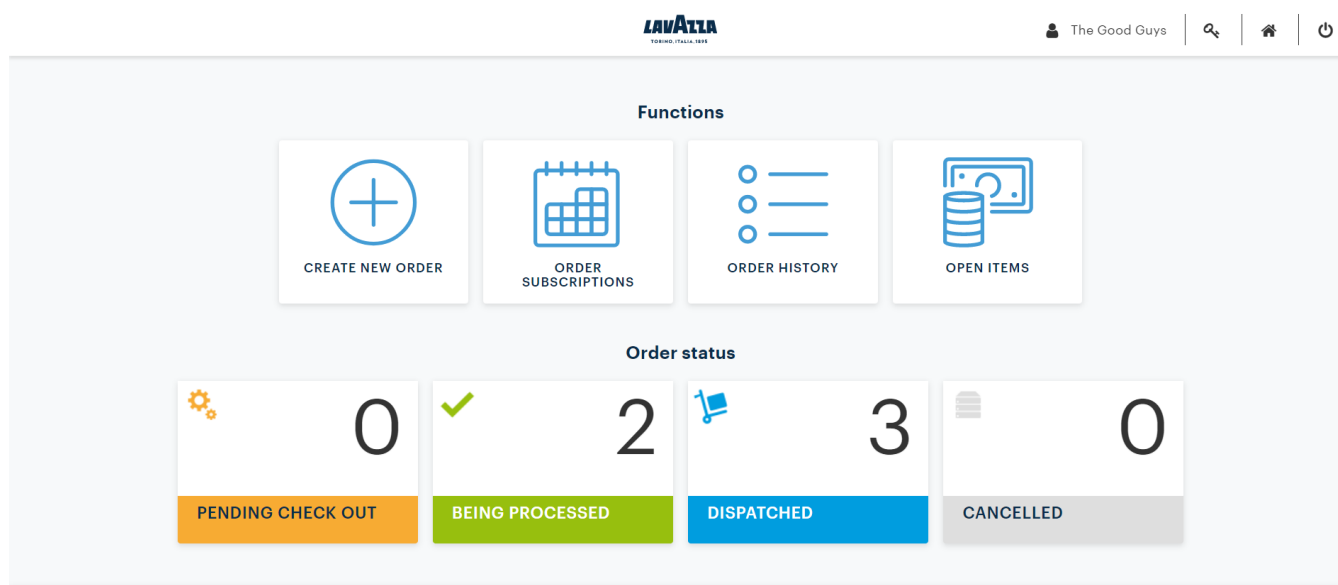 LAVAZZA
TORINO, ITALIA, 1895
The Good Guys
Functions
CREATE NEW ORDER
ORDER
SUBSCRIPTIONS
ORDER HISTORY
OPEN ITEMS
Order status
0
2
3
0
PENDING CHECK OUT
BEING PROCESSED
DISPATCHED
CANCELLED